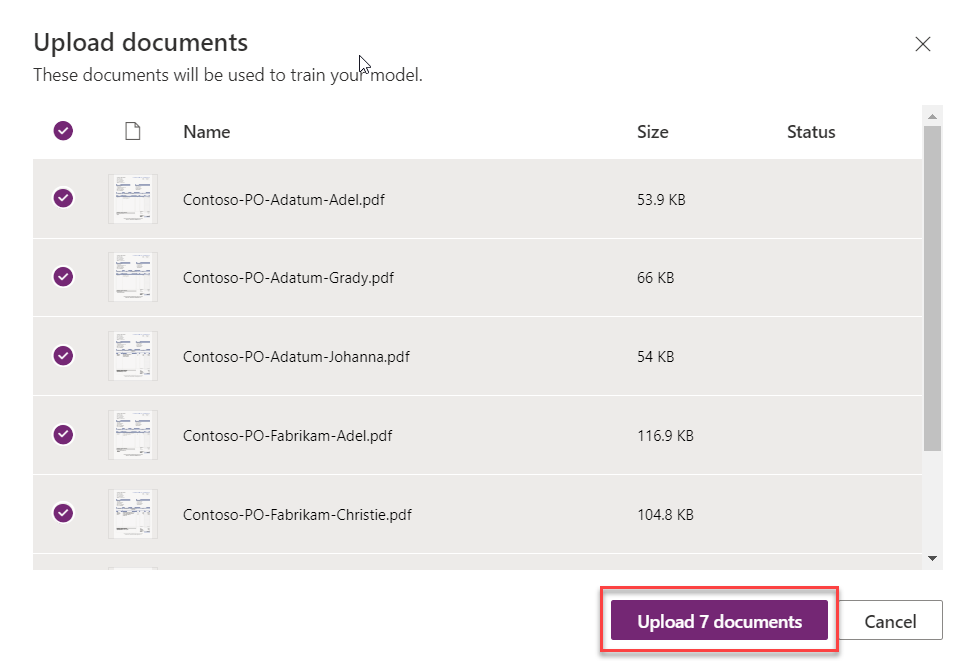 Upload documents
These documents will be used to train your model.
Name Size Status
Contoso-PO-Adatum-Adel.pdf 53.9 KB
Contoso-PO-Adatum-Grady.pdf 66 KB
Contoso-PO-Adatum-Johanna.pdf 54 KB
Contoso-PO-Fabrikam-Adel.pdf 116.9 KB
Contoso-PO-Fabrikam-Christie.pdf 104.8 KB
Upload 7 documents Cancel